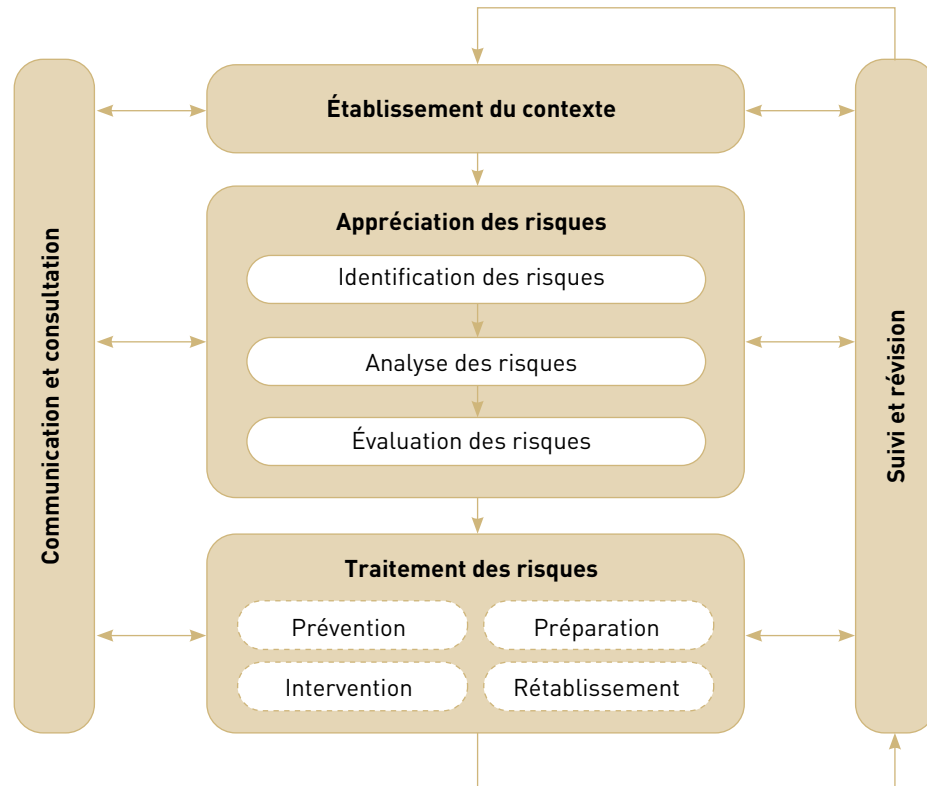 Établissement du contexte
Communication et consultation
Appréciation des risques
Identification des risques
Analyse des risques
Évaluation des risques
Suivi et révision
Traitement des risques
Prévention
Préparation
Intervention
Rétablissement